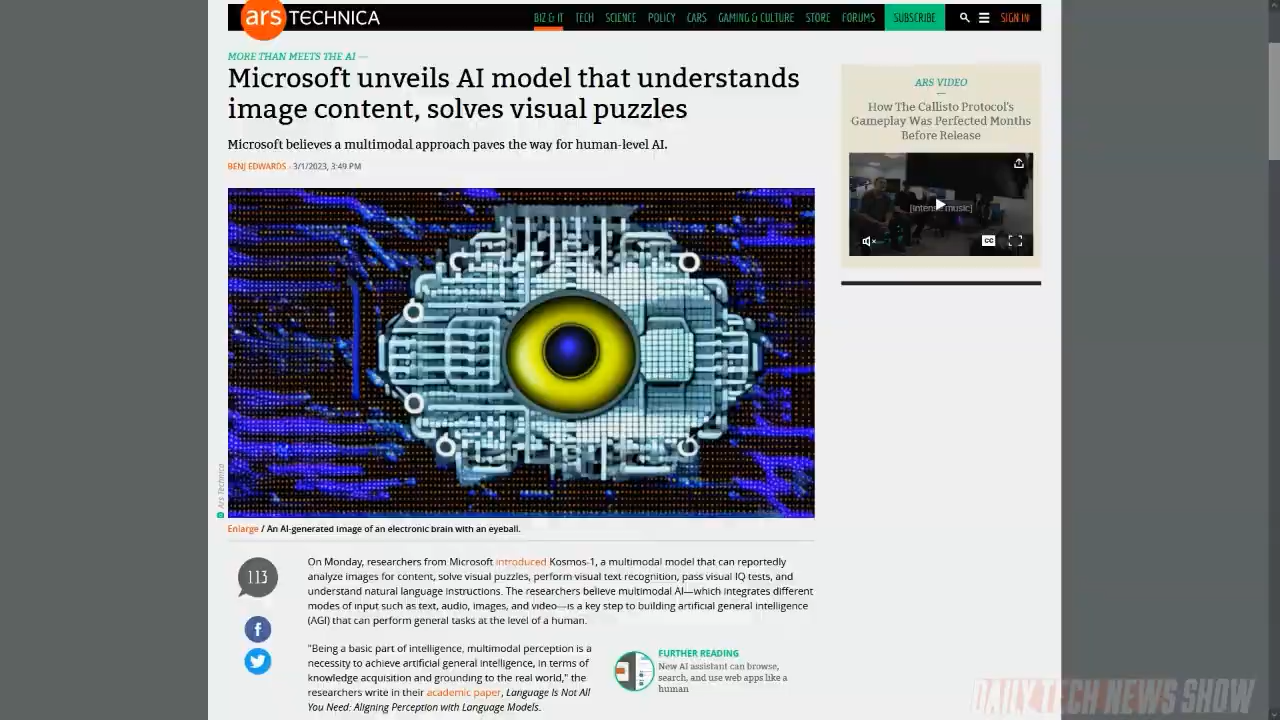 ars TECHNICA
BIZ & IT TECH SCIENCE POLICY CARS GAMING & CULTURE STORE FORUMS SUBSCRIBE SIGN IN
MORE THAN MEETS THE AI —
Microsoft unveils AI model that understands
image content, solves visual puzzles
Microsoft believes a multimodal approach paves the way for human-level AI.
BENJ EDWARDS - 3/1/2023, 3:49 PM
ARS VIDEO
How The Callisto Protocol's
Gameplay Was Perfected Months
Before Release
[intense music]
CC
Ars Technica
Enlarge / An AI-generated image of an electronic brain with an eyeball.
113
On Monday, researchers from Microsoft introduced Kosmos-1, a multimodal model that can reportedly
analyze images for content, solve visual puzzles, perform visual text recognition, pass visual IQ tests, and
understand natural language instructions. The researchers believe multimodal AI—which integrates different
modes of input such as text, audio, images, and video—is a key step to building artificial general intelligence
(AGI) that can perform general tasks at the level of a human.
"Being a basic part of intelligence, multimodal perception is a
necessity to achieve artificial general intelligence, in terms of
knowledge acquisition and grounding to the real world," the
researchers write in their academic paper, Language Is Not All
You Need: Aligning Perception with Language Models.
FURTHER READING
New AI assistant can browse,
search, and use web apps like a
human
DAILY TECH NEWS SHOW